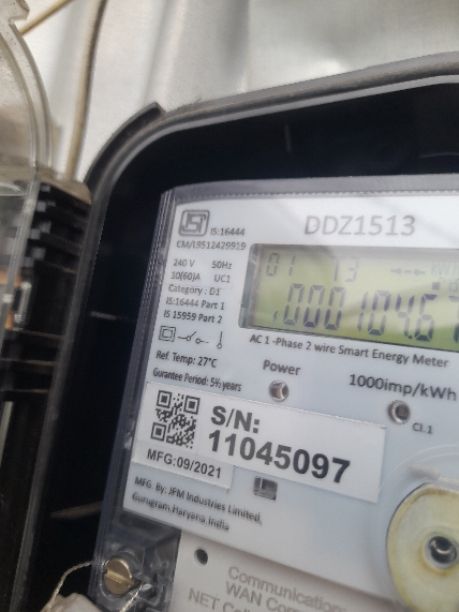 IS:16444
CM/L9512429919
DDZ1513
240 V 50Hz
10(60)A UC1
Category : D1
IS:16444 Part 1
IS 15959 Part 2
01 13
000104.6
AC 1 -Phase 2 wire Smart Energy Meter
Ref. Temp: 27°C
Gurantee Period: 5½ years
Power
1000imp/kWh
Cl.1
S/N:
11045097
MFG:09/2021
MFG. By: JFM Industries Limited,
Gurugram,Haryana,India
Communication
WAN
NET